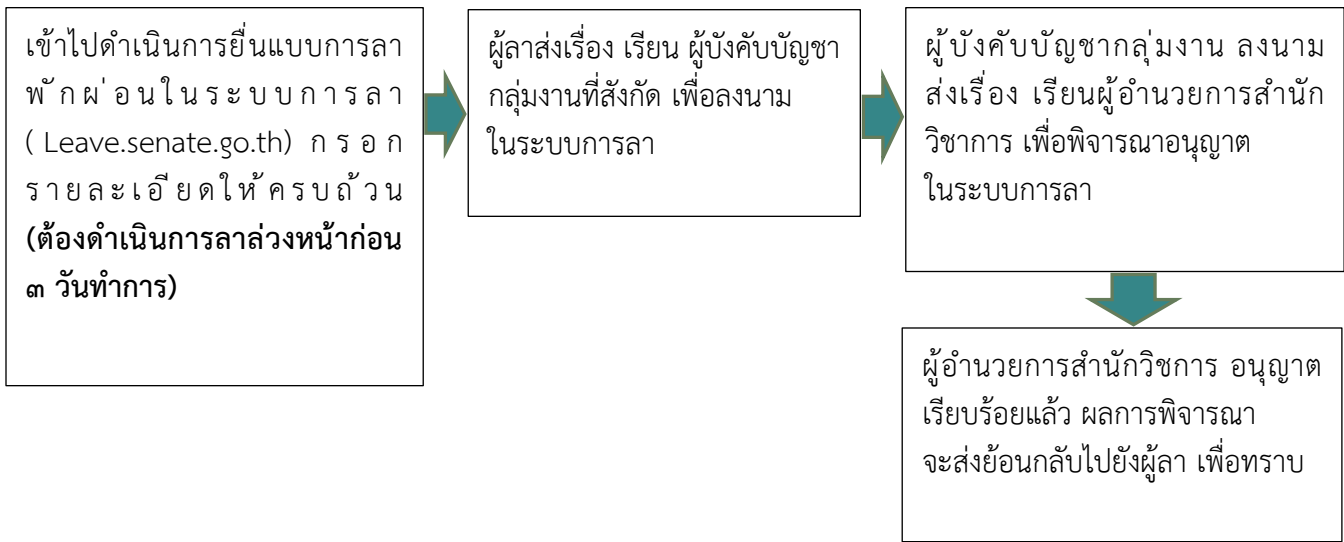 เข้าไปดำเนินการยื่นแบบการลา
พักผ่อนในระบบการลา
( Leave.senate.go.th) กรอก
รายละเอียดให้ครบถ้วน
(ต้องดำเนินการลาล่วงหน้าก่อน
๓ วันทำการ)
ผู้ลาส่งเรื่อง เรียน ผู้บังคับบัญชา
กลุ่มงานที่สังกัด เพื่อลงนาม
ในระบบการลา
ผู้บังคับบัญชากลุ่มงาน ลงนาม
ส่งเรื่อง เรียนผู้อำนวยการสำนัก
วิชาการ เพื่อพิจารณาอนุญาต
ในระบบการลา
ผู้อำนวยการสำนักวิชการ อนุญาต
เรียบร้อยแล้ว ผลการพิจารณา
จะส่งย้อนกลับไปยังผู้ลา เพื่อทราบ